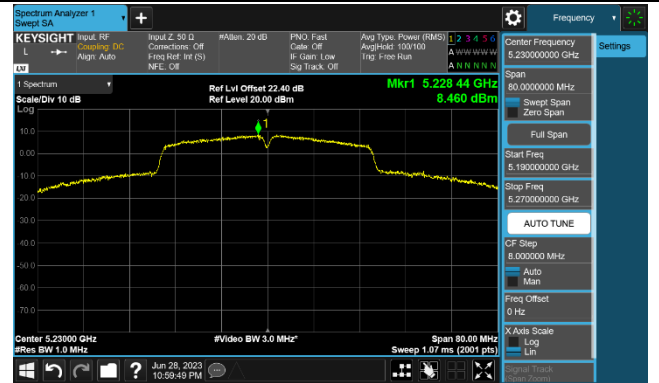 Spectrum Analyzer 1
Swept SA
Frequency
KEYSIGHT
Input: RF
Coupling: DC
Align: Auto
Input Z: 50 Ω
Corrections: Off
Freq Ref: Int (S)
NFE: Off
#Atten: 20 dB
PNO: Fast
Gate: Off
IF Gain: Low
Sig Track: Off
Avg Type: Power (RMS)
Avg|Hold: 100/100
Trig: Free Run
1 2 3 4 5 6
A W W W W W
A N N N N N
L
LXI
1 Spectrum
Scale/Div 10 dB
Log
Ref Lvl Offset 22.40 dB
Ref Level 20.00 dBm
Mkr1 5.228 44 GHz
8.460 dBm
1
10.0
0.00
-10.0
-20.0
-30.0
-40.0
-50.0
-60.0
-70.0
Center 5.23000 GHz
#Res BW 1.0 MHz
#Video BW 3.0 MHz*
Span 80.00 MHz
Sweep 1.07 ms (2001 pts)
Center Frequency
5.230000000 GHz
Settings
Span
80.0000000 MHz
Swept Span
Zero Span
Full Span
Start Freq
5.190000000 GHz
Stop Freq
5.270000000 GHz
AUTO TUNE
CF Step
8.000000 MHz
Auto
Man
Freq Offset
0 Hz
X Axis Scale
Log
Lin
Signal Track
(Span Zoom)
Jun 28, 2023
10:59:49 PM